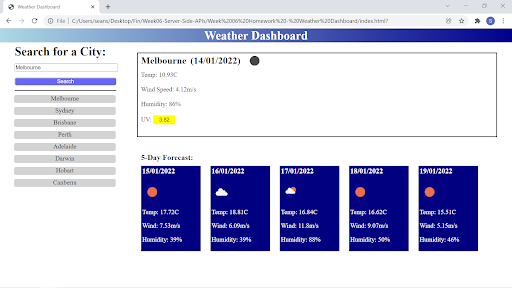 Weather Dashboard
File | C:/Users/seans/Desktop/Fin/Week06-Server-Side-APIs/Week%2006%20Homework%20-%20Weather%20Dashboard/index.html?
Weather Dashboard
Search for a City:
Melbourne
Search
Melbourne
Sydney
Brisbane
Perth
Adelaide
Darwin
Hobart
Canberra
Melbourne (14/01/2022)
Temp: 10.93C
Wind Speed: 4.12m/s
Humidity: 86%
UV: 3.82
5-Day Forecast:
15/01/2022
Temp: 17.72C
Wind: 7.53m/s
Humidity: 39%
16/01/2022
Temp: 18.81C
Wind: 6.09m/s
Humidity: 39%
17/01/2022
Temp: 16.84C
Wind: 11.8m/s
Humidity: 88%
18/01/2022
Temp: 16.62C
Wind: 9.07m/s
Humidity: 50%
19/01/2022
Temp: 15.51C
Wind: 5.15m/s
Humidity: 46%